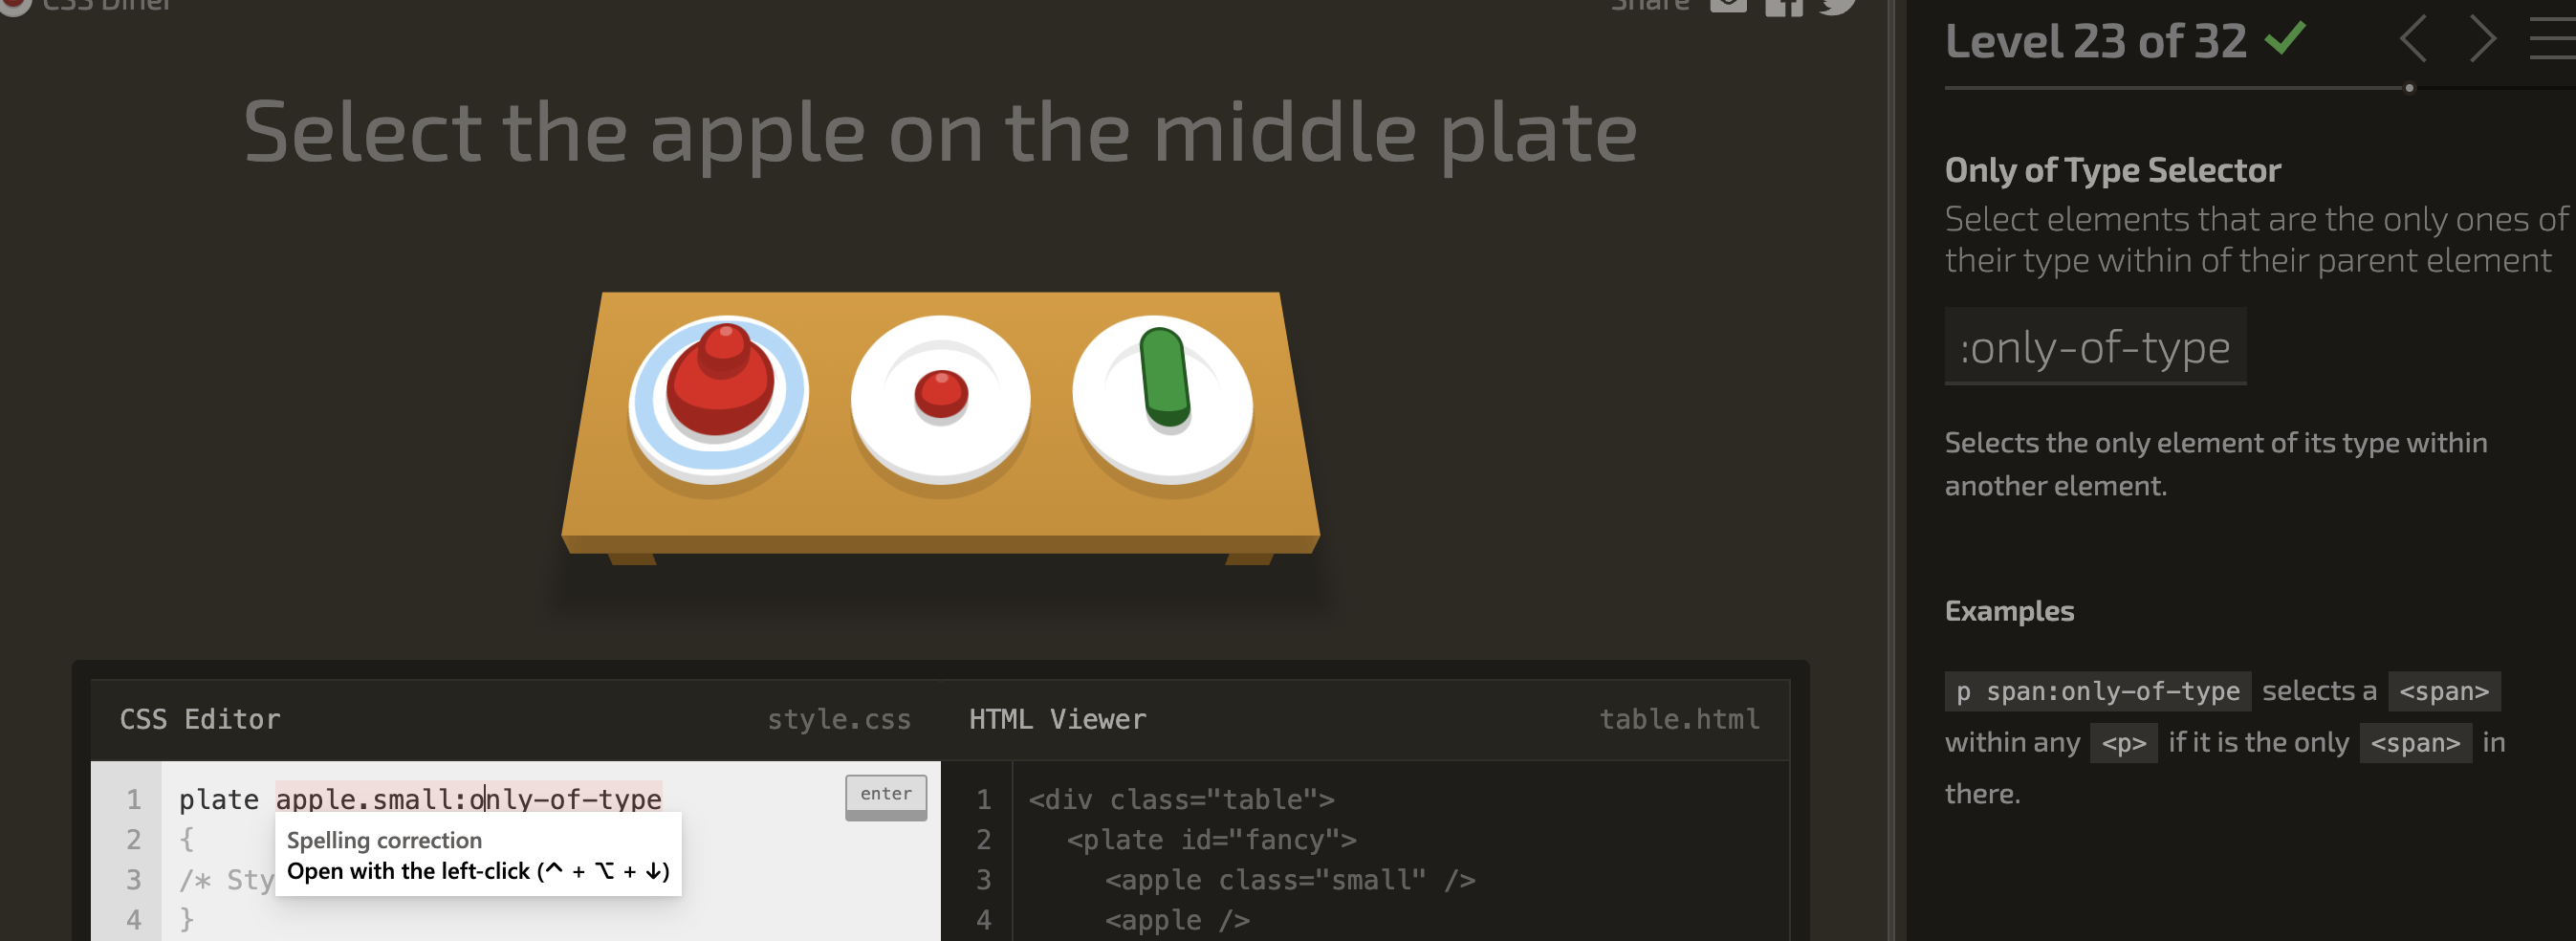 CSS Diner
Share
Level 23 of 32
Select the apple on the middle plate
Only of Type Selector
Select elements that are the only ones of
their type within of their parent element
:only-of-type
Selects the only element of its type within
another element.
Examples
p span:only-of-type selects a <span>
within any <p> if it is the only <span> in
there.
CSS Editor style.css
HTML Viewer table.html
1 plate apple.small:only-of-type
enter
2 {
3 /* Sty
4 }
Spelling correction
Open with the left-click (^ + ⌥ + ↓)
1 <div class="table">
2 <plate id="fancy">
3 <apple class="small" />
4 <apple />